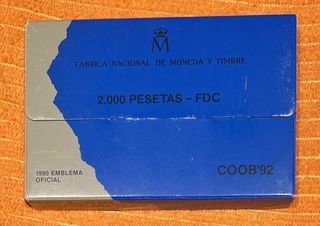 M
FABRICA NACIONAL DE MONEDA Y TIMBRE
2.000 PESETAS – FDC
1990 EMBLEMA
OFICIAL
COOB'92